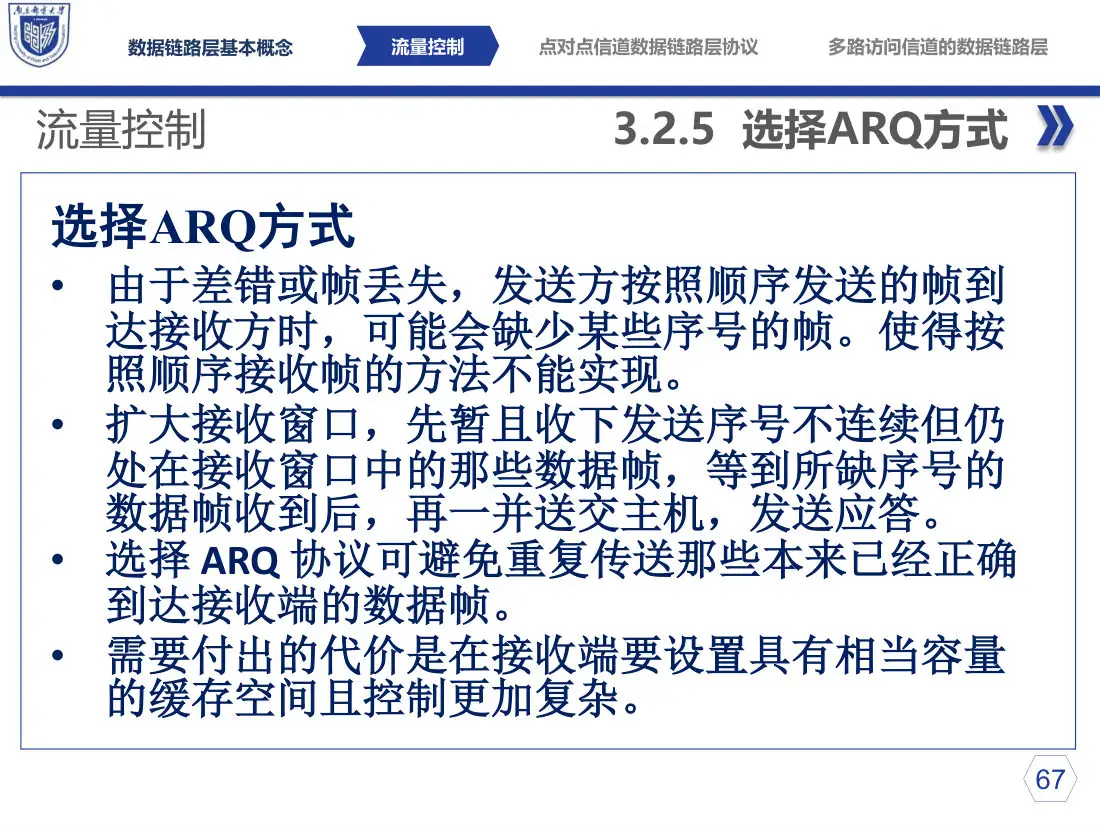 南京邮电大学
数据链路层基本概念
流量控制
点对点信道数据链路层协议
多路访问信道的数据链路层
流量控制
3.2.5 选择ARQ方式
选择ARQ方式
• 由于差错或帧丢失，发送方按照顺序发送的帧到
达接收方时，可能会缺少某些序号的帧。使得按
照顺序接收帧的方法不能实现。
• 扩大接收窗口，先暂且收下发送序号不连续但仍
处在接收窗口中的那些数据帧，等到所缺序号的
数据帧收到后，再一并送交主机，发送应答。
• 选择 ARQ 协议可避免重复传送那些本来已经正确
到达接收端的数据帧。
• 需要付出的代价是在接收端要设置具有相当容量
的缓存空间且控制更加复杂。
67